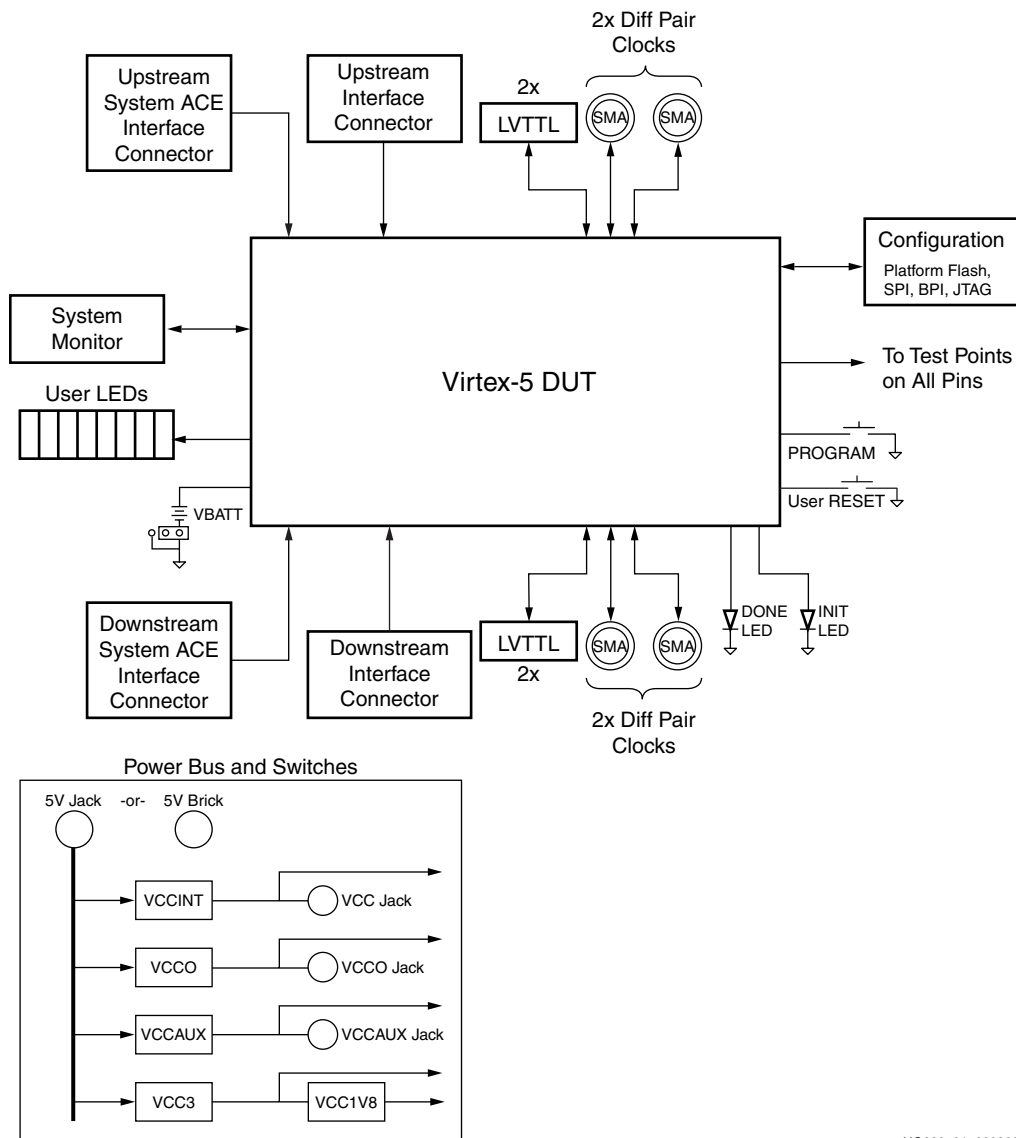 2x Diff Pair
Clocks
Upstream
System ACE
Interface
Connector
Upstream
Interface
Connector
2x
LVTTL
SMA
SMA
Configuration
Platform Flash,
SPI, BPI, JTAG
System
Monitor
Virtex-5 DUT
To Test Points
on All Pins
User LEDs
PROGRAM
User RESET
VBATT
Downstream
System ACE
Interface
Connector
Downstream
Interface
Connector
LVTTL
2x
SMA
SMA
2x Diff Pair
Clocks
DONE
LED
INIT
LED
Power Bus and Switches
5V Jack -or- 5V Brick
VCCINT
VCC Jack
VCCO
VCCO Jack
VCCAUX
VCCAUX Jack
VCC3
VCC1V8